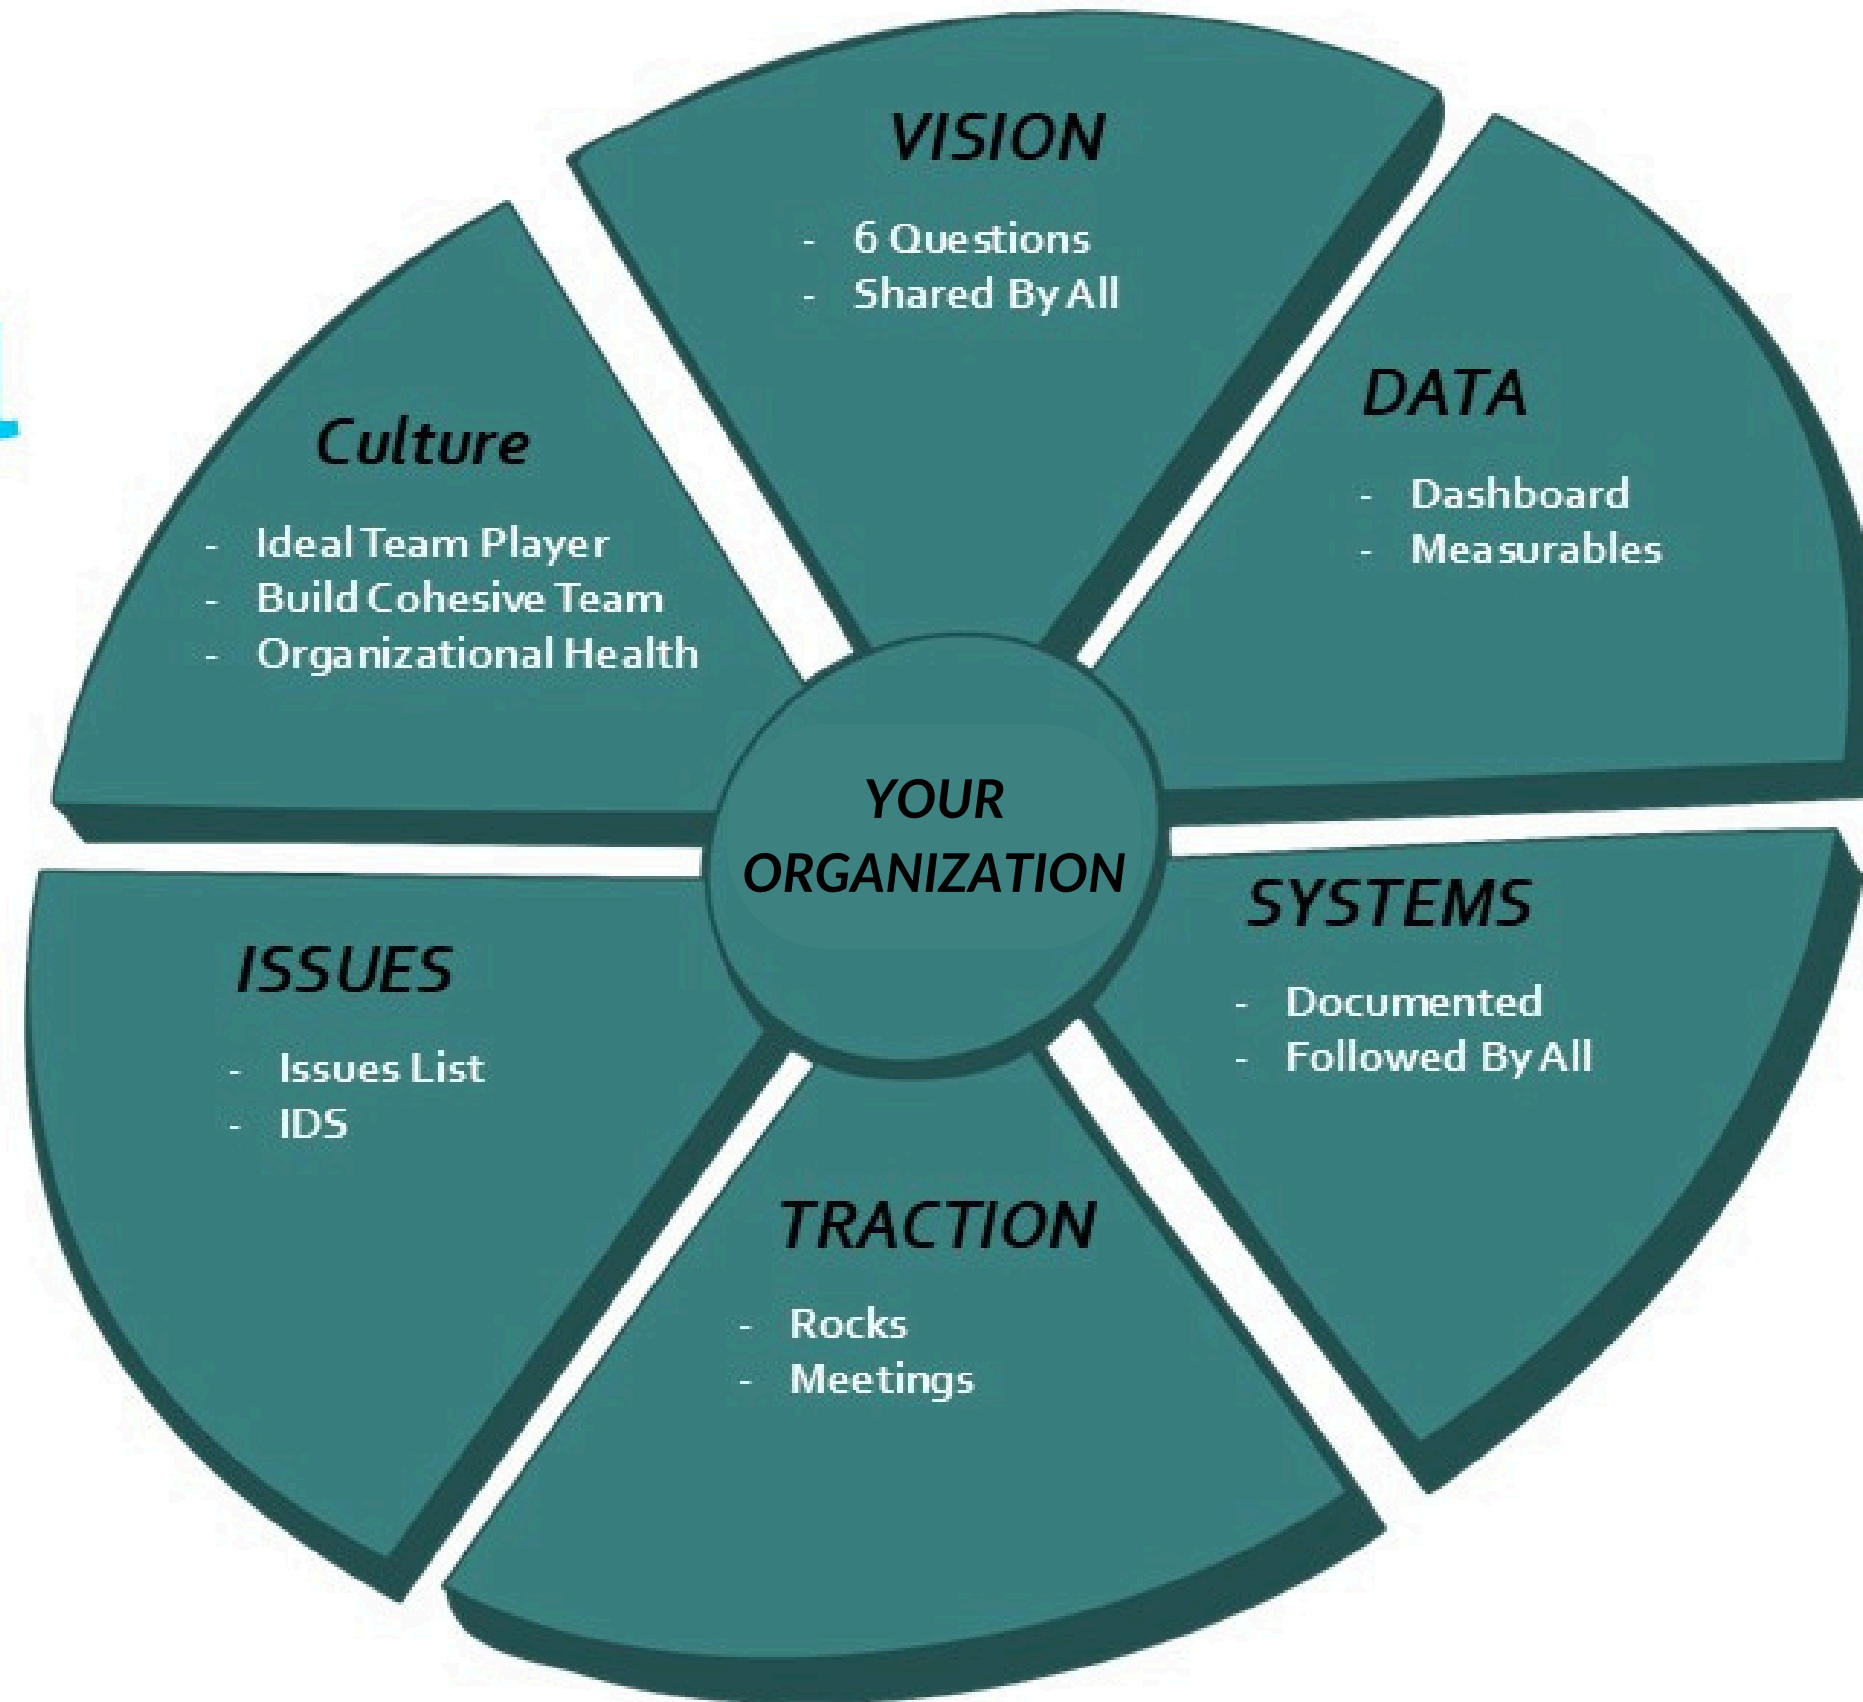 VISION
- 6 Questions
- Shared By All
DATA
- Dashboard
- Measurables
SYSTEMS
- Documented
- Followed By All
TRACTION
- Rocks
- Meetings
ISSUES
- Issues List
- IDS
Culture
- Ideal Team Player
- Build Cohesive Team
- Organizational Health
YOUR
ORGANIZATION